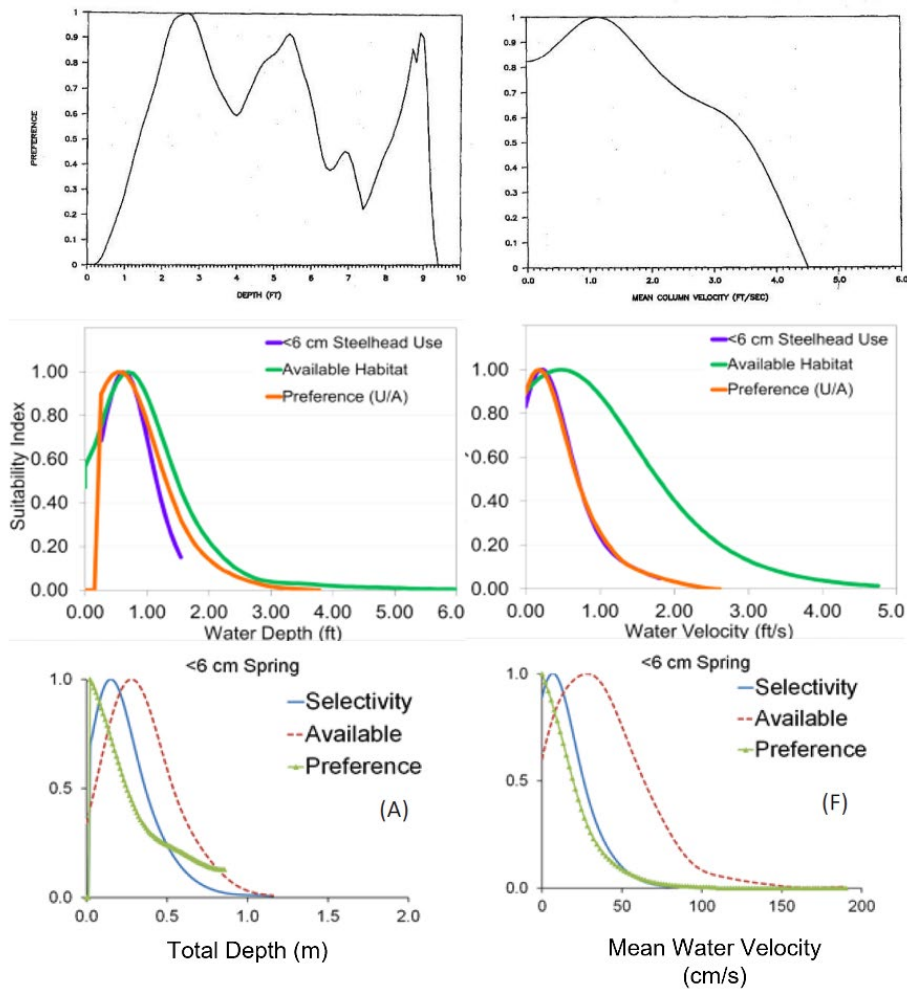 1
0.9
0.8
0.7
0.6
0.5
0.4
0.3
0.2
0.1
0
PREFERENCE
0 1 2 3 4 5 6 7 8 9 10
DEPTH (FT)
1
0.9
0.8
0.7
0.6
0.5
0.4
0.3
0.2
0.1
0
0.0 1.0 2.0 3.0 4.0 5.0 6.0
MEAN COLUMN VELOCITY (FT/SEC)
<6 cm Steelhead Use
Available Habitat
Preference (U/A)
1.00
0.80
0.60
0.40
0.20
0.00
Suitability Index
0.00 1.00 2.00 3.00 4.00 5.00 6.0
Water Depth (ft)
<6 cm Steelhead Use
Available Habitat
Preference (U/A)
1.00
0.80
0.60
0.40
0.20
0.00
0.00 1.00 2.00 3.00 4.00 5.00
Water Velocity (ft/s)
<6 cm Spring
Selectivity
Available
Preference
1.0
0.5
0.0
(A)
0.0 0.5 1.0 1.5 2.0
Total Depth (m)
<6 cm Spring
Selectivity
Available
Preference
1.0
0.5
0.0
(F)
0 50 100 150 200
Mean Water Velocity
(cm/s)